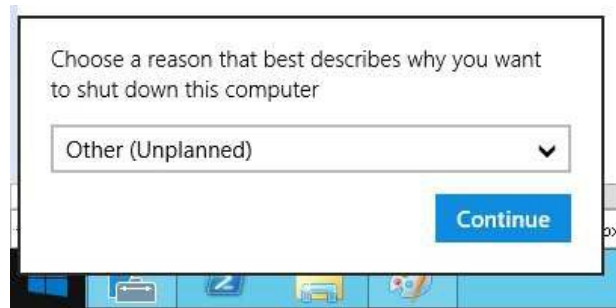 Choose a reason that best describes why you want
to shut down this computer
Other (Unplanned)
Continue